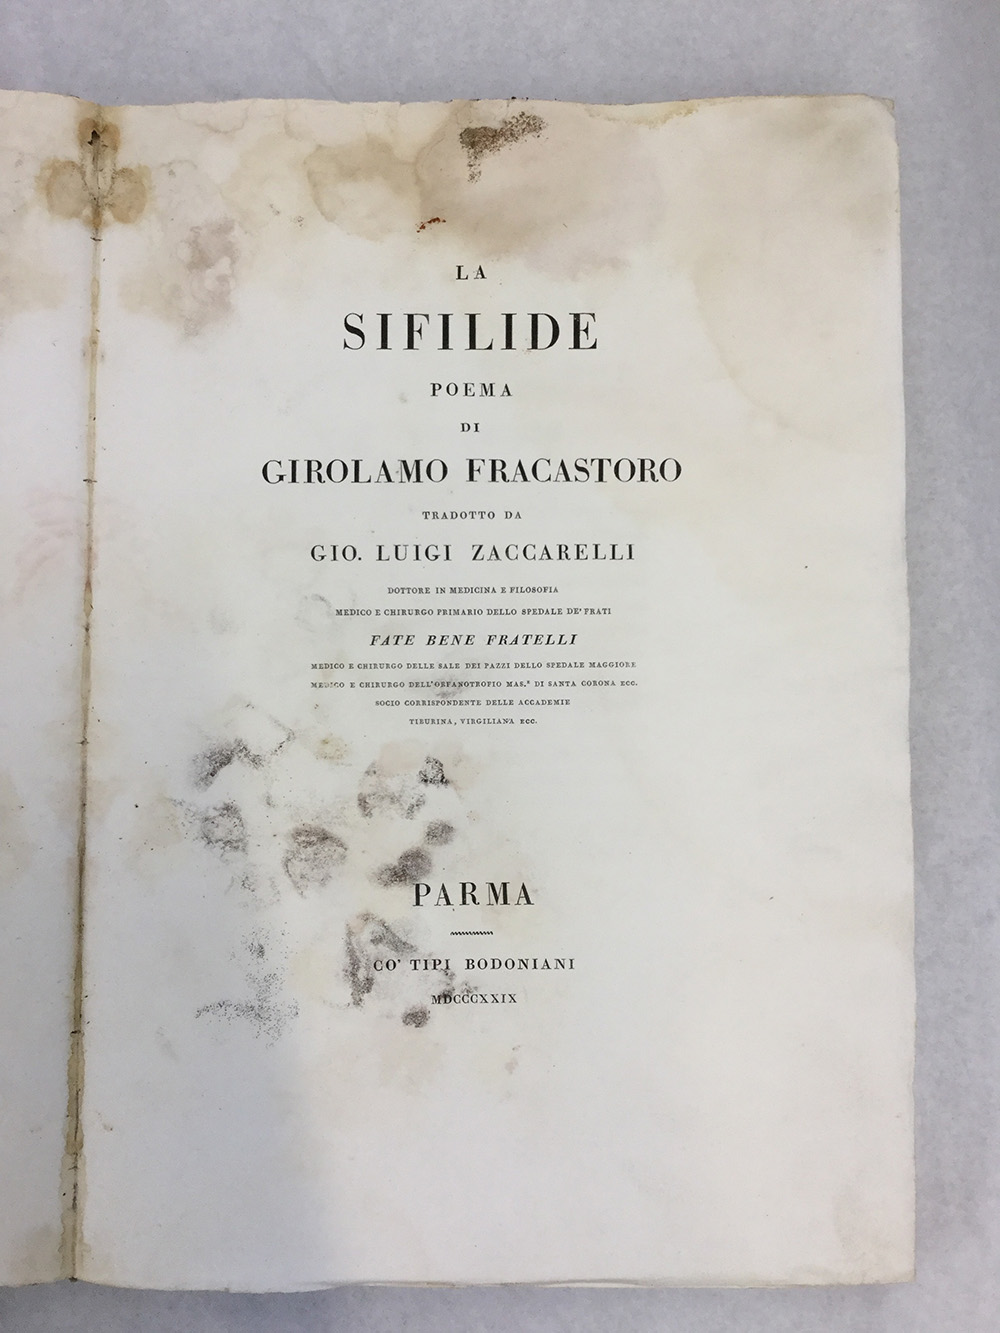 LA
SIFILIDE
POEMA
DI
GIROLAMO FRACASTORO
TRADOTTO DA
GIO. LUIGI ZACCARELLI
DOTTORE IN MEDICINA E FILOSOFIA
MEDICO E CHIRURGO PRIMARIO DELLO SPEDALE DE' FRATI
FATE BENE FRATELLI
MEDICO E CHIRURGO DELLE SALE DEI PAZZI DELLO SPEDALE MAGGIORE
MEDICO E CHIRURGO DELL'ORFANOTROFIO MAS.ᴱ DI SANTA CORONA ECC.
SOCIO CORRISPONDENTE DELLE ACCADEMIE
TIBURINA, VIRGILIANA ECC.
PARMA
CO' TIPI BODONIANI
MDCCCXXIX